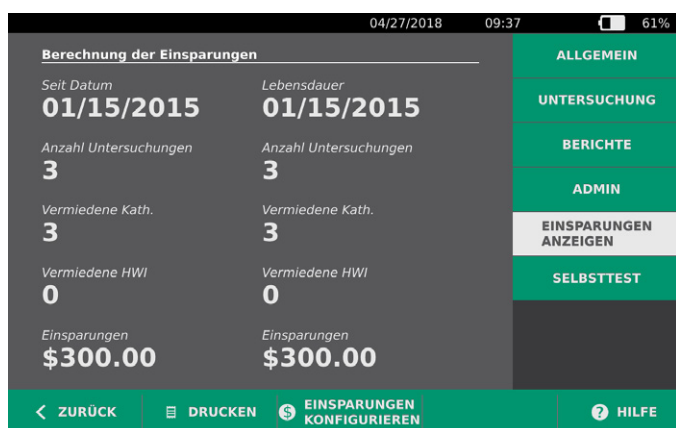 04/27/2018 09:37 61%
Berechnung der Einsparungen
Seit Datum
01/15/2015
Anzahl Untersuchungen
3
Vermiedene Kath.
3
Vermiedene HWI
0
Einsparungen
$300.00
Lebensdauer
01/15/2015
Anzahl Untersuchungen
3
Vermiedene Kath.
3
Vermiedene HWI
0
Einsparungen
$300.00
ALLGEMEIN
UNTERSUCHUNG
BERICHTE
ADMIN
EINSPARUNGEN
ANZEIGEN
SELBSTTEST
ZURÜCK
DRUCKEN
$ EINSPARUNGEN
KONFIGURIEREN
? HILFE